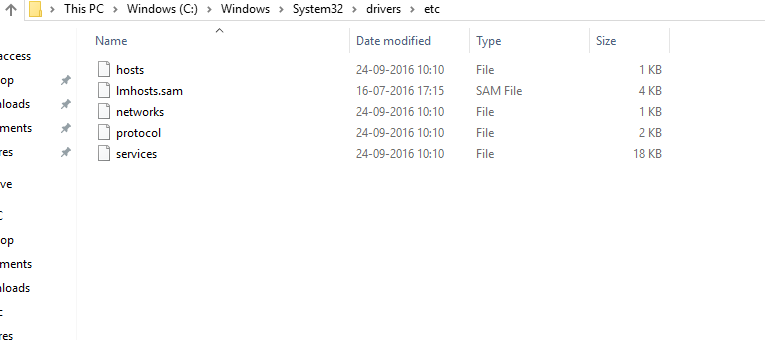 This PC > Windows (C:) > Windows > System32 > drivers > etc
Name Date modified Type Size
access
hosts 24-09-2016 10:10 File 1 KB
op lmhosts.sam 16-07-2016 17:15 SAM File 4 KB
nloads networks 24-09-2016 10:10 File 1 KB
ments protocol 24-09-2016 10:10 File 2 KB
res services 24-09-2016 10:10 File 18 KB
ve
C
op
ments
nloads
c
res